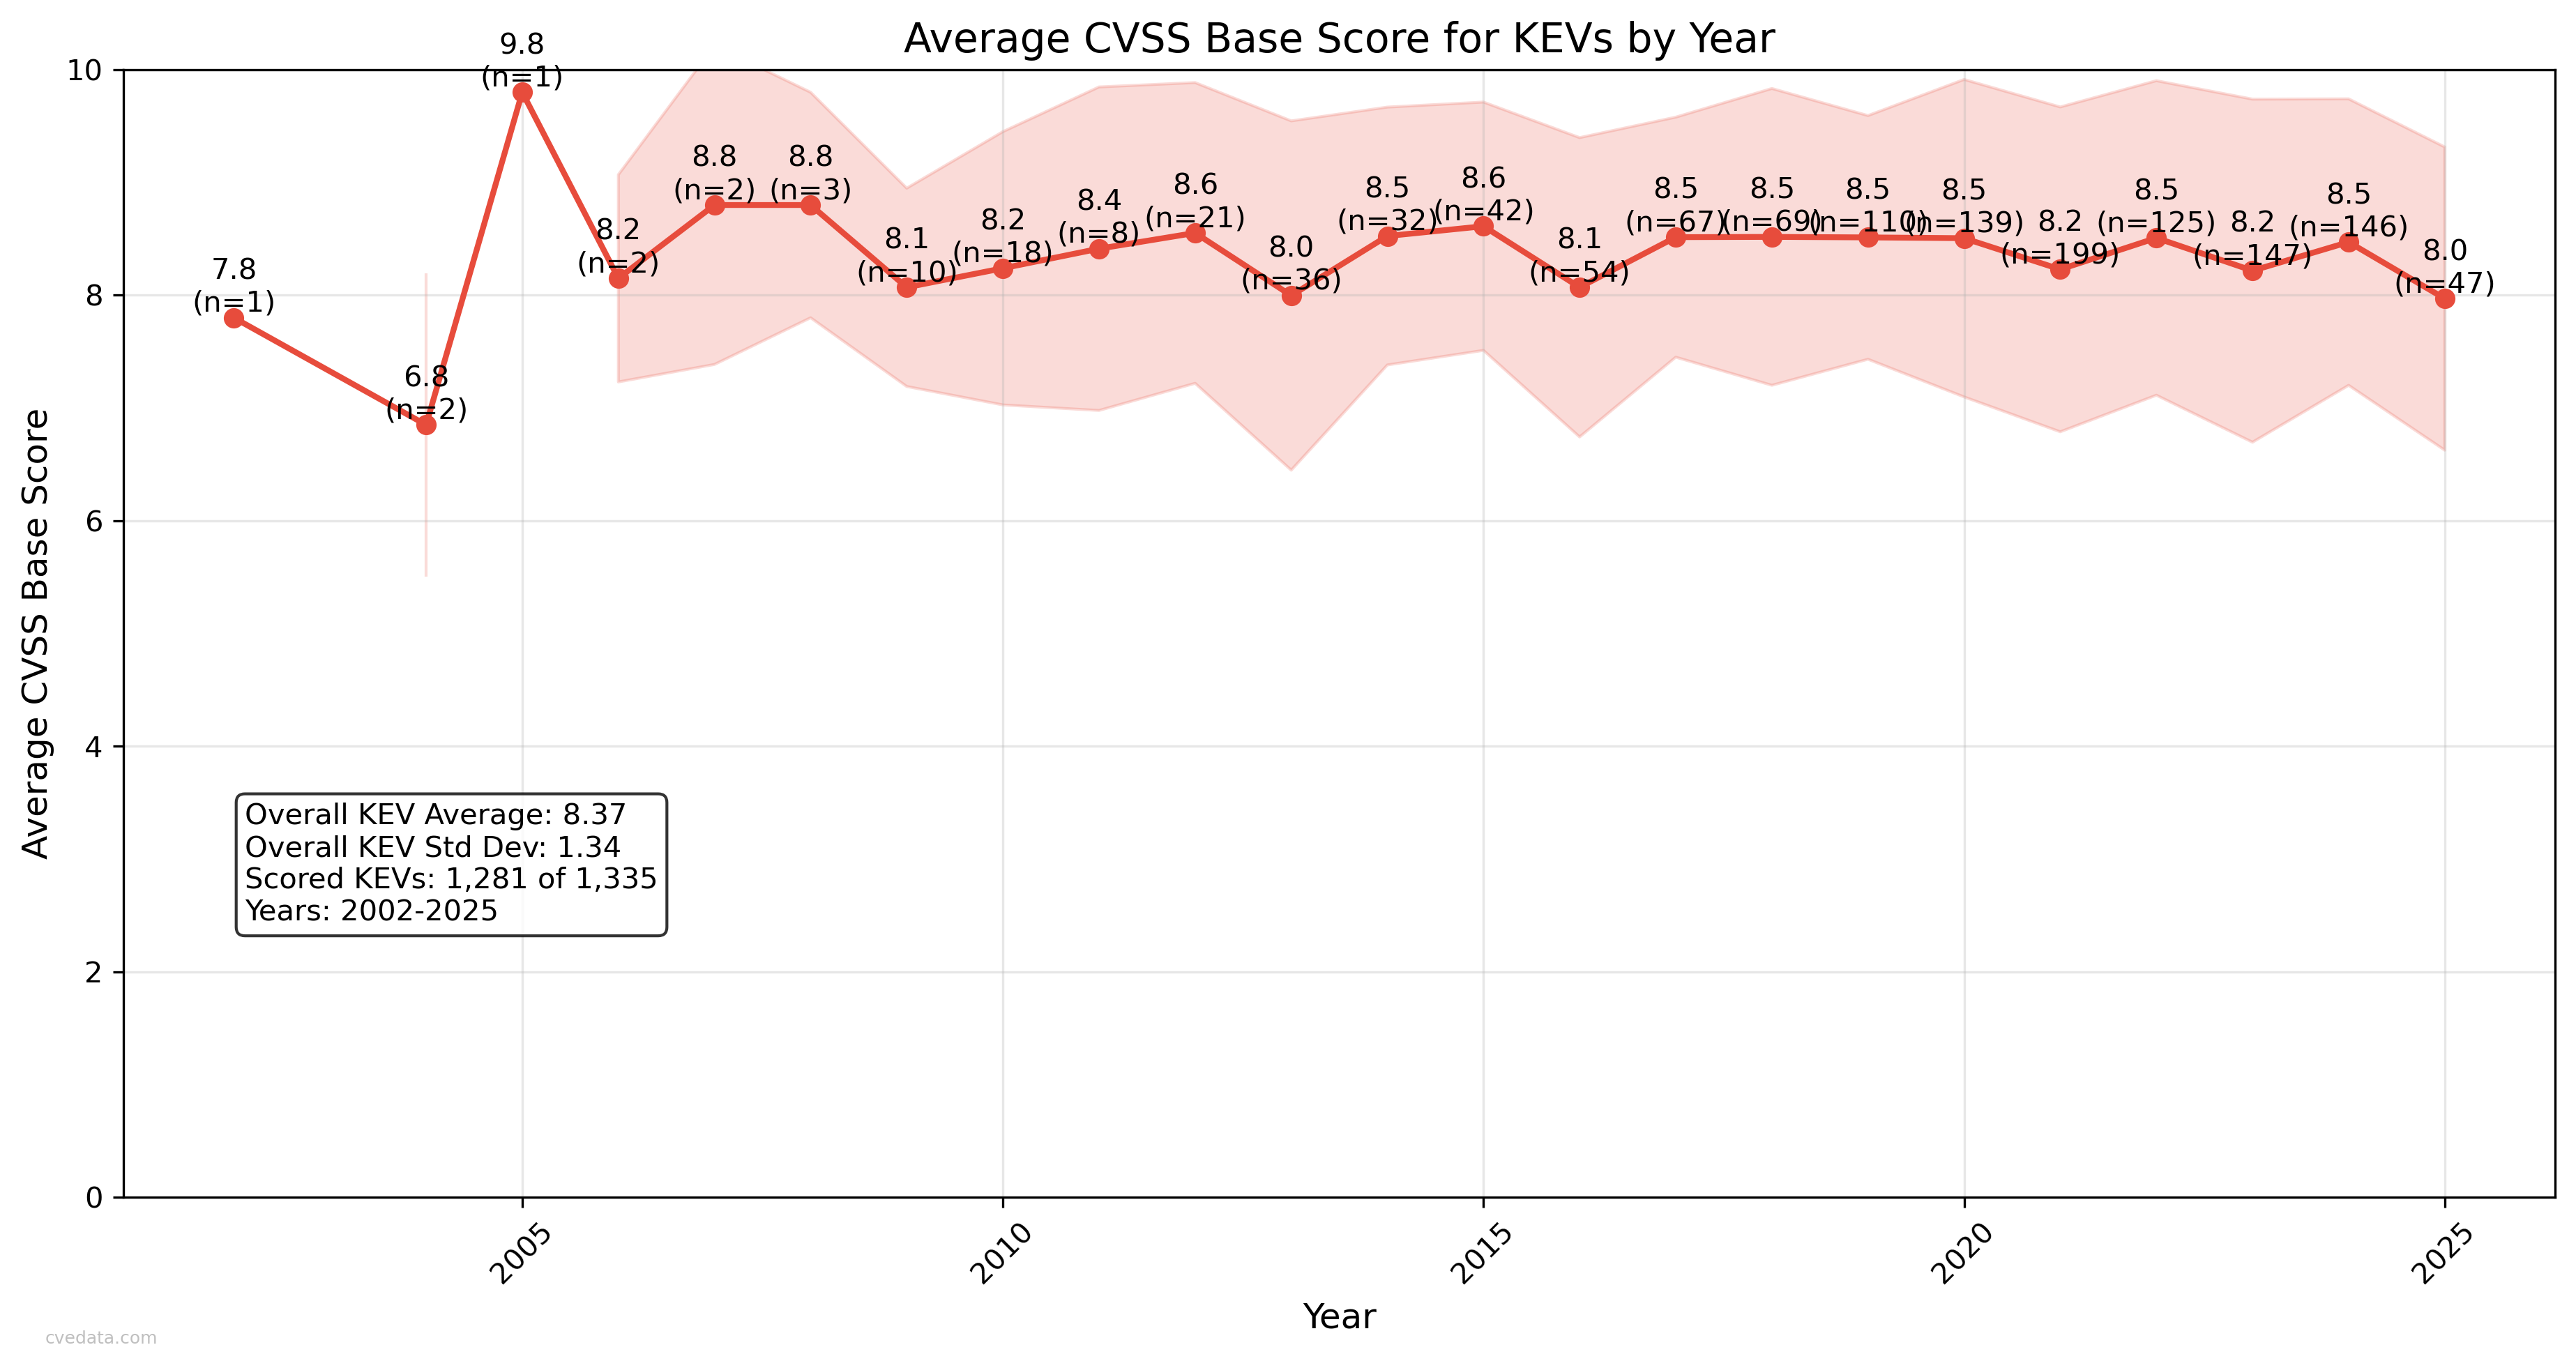 Average CVSS Base Score for KEVs by Year
Average CVSS Base Score
10
8
6
4
2
0
7.8
(n=1)
6.8
(n=2)
9.8
(n=1)
8.2
(n=2)
8.8
(n=2)
8.8
(n=3)
8.1
(n=10)
8.2
(n=18)
8.4
(n=8)
8.6
(n=21)
8.0
(n=36)
8.5
(n=32)
8.6
(n=42)
8.1
(n=54)
8.5
(n=67)
8.5
(n=69)
8.5
(n=110)
8.5
(n=139)
8.2
(n=199)
8.5
(n=125)
8.2
(n=147)
8.5
(n=146)
8.0
(n=47)
Overall KEV Average: 8.37
Overall KEV Std Dev: 1.34
Scored KEVs: 1,281 of 1,335
Years: 2002-2025
2005
2010
2015
2020
2025
Year
cvedata.com